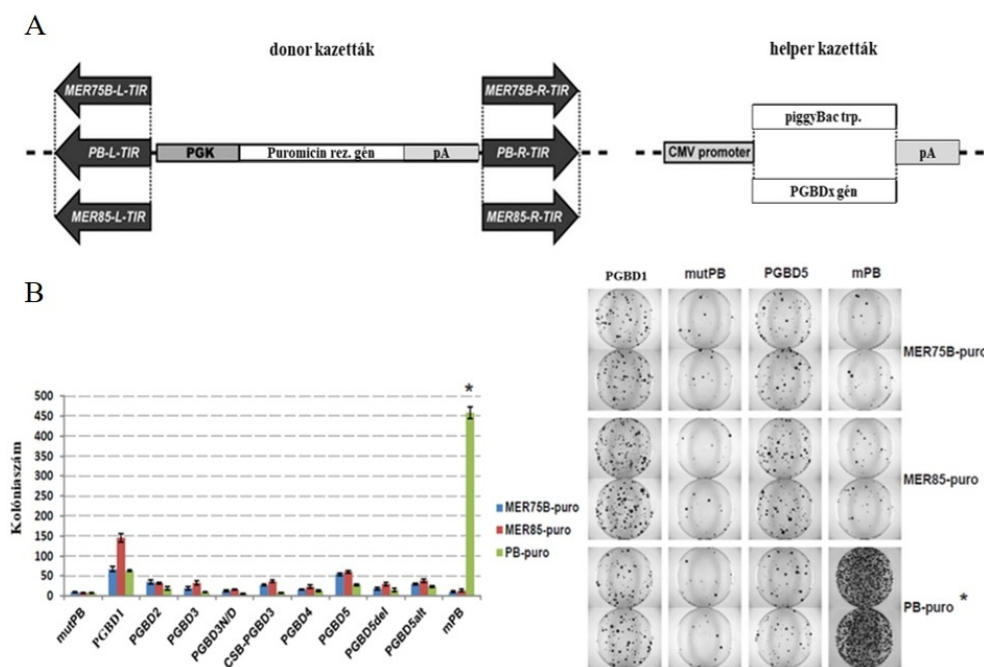 A
donor kazetták
helper kazetták
MER75B-L-TIR
MER75B-R-TIR
piggyBac trp.
PB-L-TIR
PGK
Puromicin rez. gén
pA
PB-R-TIR
CMV promoter
pA
PGBDx gén
MER85-L-TIR
MER85-R-TIR
B
PGBD1
mutPB
PGBD5
mPB
MER75B-puro
MER85-puro
PB-puro *
Kolóniaszám
500
450
400
350
300
250
200
150
100
50
0
*
MER75B-puro
MER85-puro
PB-puro
mutPB
PGBD1
PGBD2
PGBD3
PGBD3N/D
CSB-PGBD3
PGBD4
PGBD5
PGBD5del
PGBD5alt
mPB